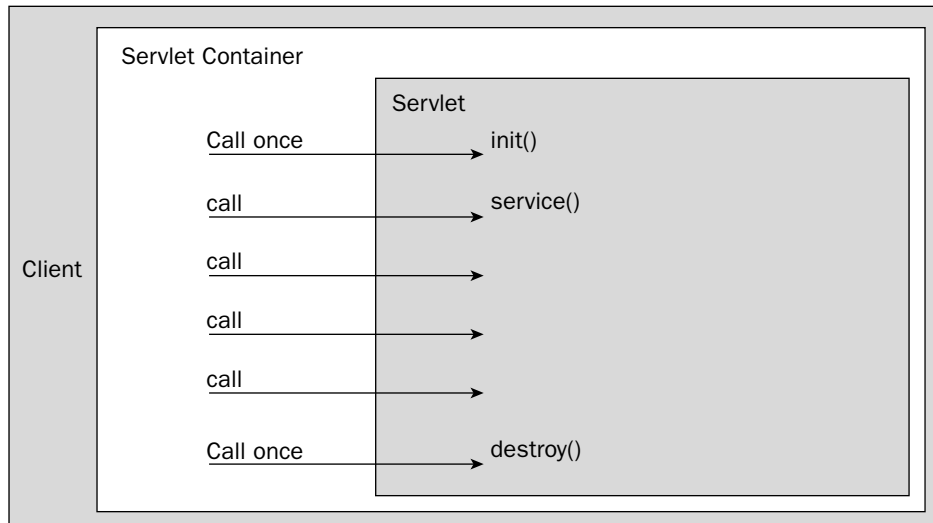 Servlet Container
Servlet
Call once
init()
call
service()
call
Client
call
call
Call once
destroy()